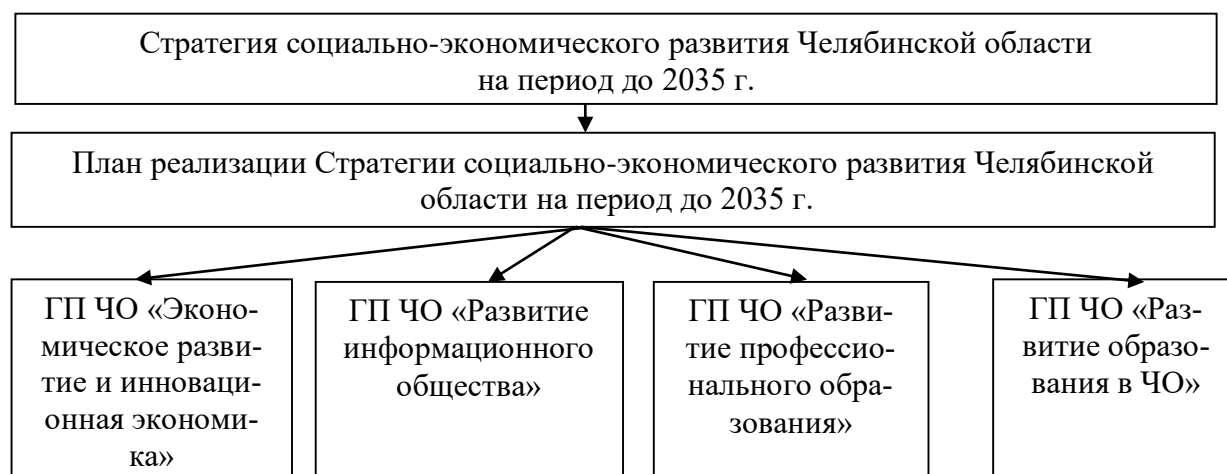 Стратегия социально-экономического развития Челябинской области
на период до 2035 г.
План реализации Стратегии социально-экономического развития Челябинской
области на период до 2035 г.
ГП ЧО «Эконо-
мическое разви-
тие и инноваци-
онная экономи-
ка»
ГП ЧО «Развитие
информационного
общества»
ГП ЧО «Разви-
тие профессио-
нального обра-
зования»
ГП ЧО «Раз-
витие образо-
вания в ЧО»